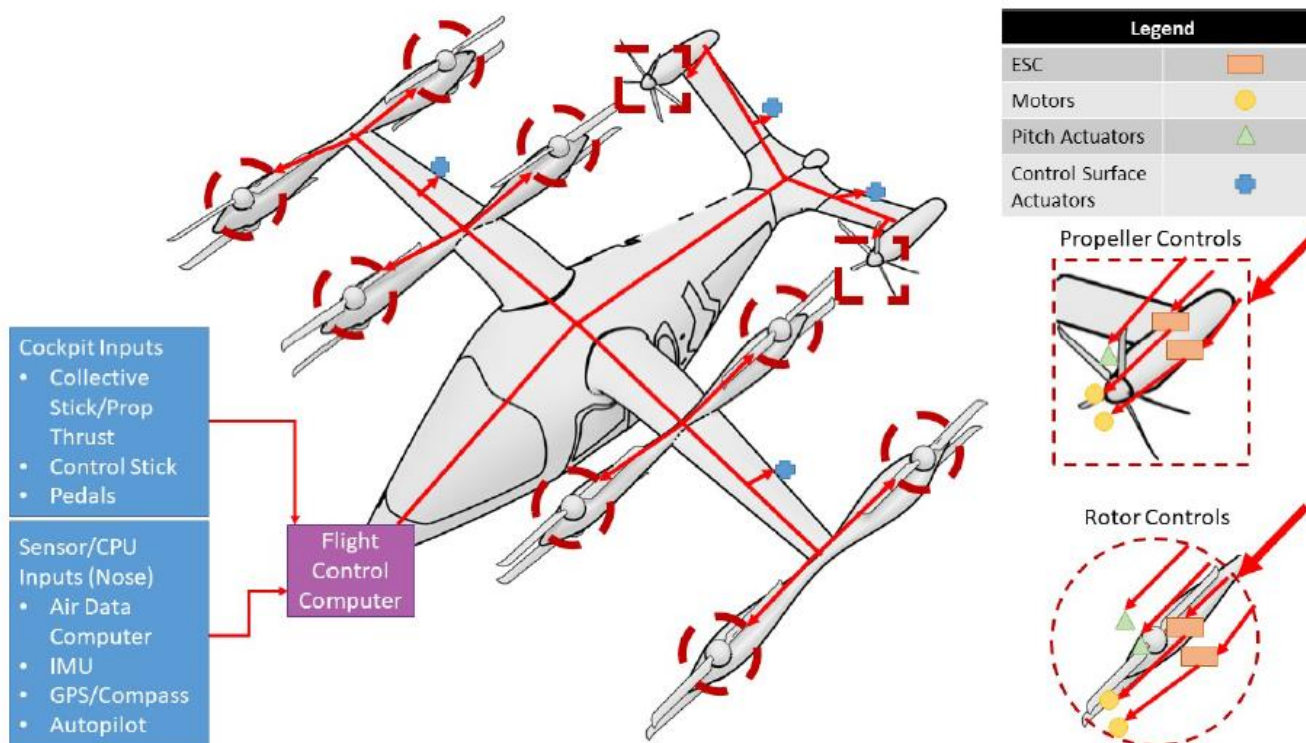 Legend
ESC
Motors
Pitch Actuators
Control Surface
Actuators
Propeller Controls
Rotor Controls
Cockpit Inputs
• Collective
Stick/Prop
Thrust
• Control Stick
• Pedals
Sensor/CPU
Inputs (Nose)
• Air Data
Computer
• IMU
• GPS/Compass
• Autopilot
Flight
Control
Computer